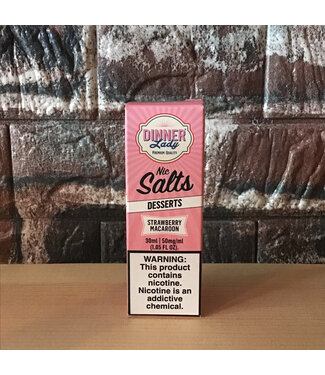 DINNER
Lady
PREMIUM QUALITY
Nic
Salts
DESSERTS
STRAWBERRY
MACAROON
30ml | 50mg/ml
(1.05 FL OZ).
WARNING:
This product
contains nicotine.
Nicotine is an
addictive
chemical.